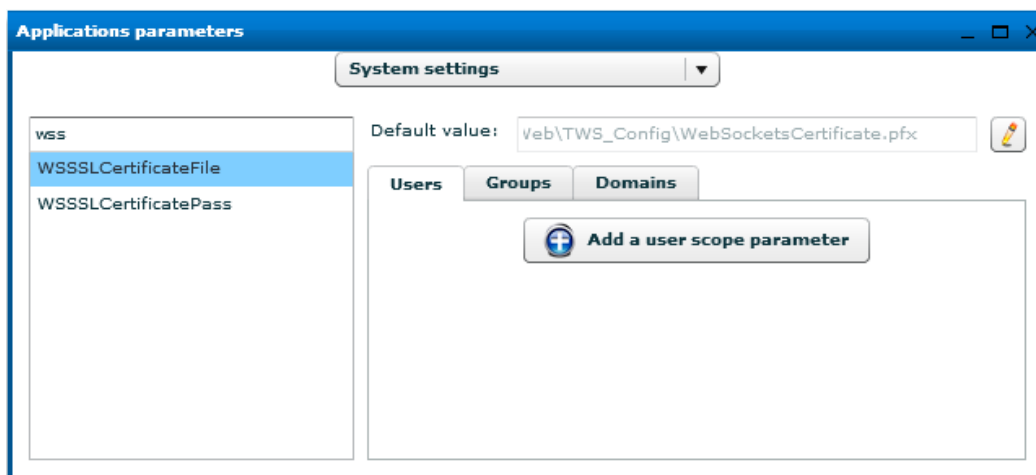 Applications parameters
System settings
wss
WSSSLCertificateFile
WSSSLCertificatePass
Default value:
Web\TWS_Config\WebSocketsCertificate.pfx
Users
Groups
Domains
Add a user scope parameter